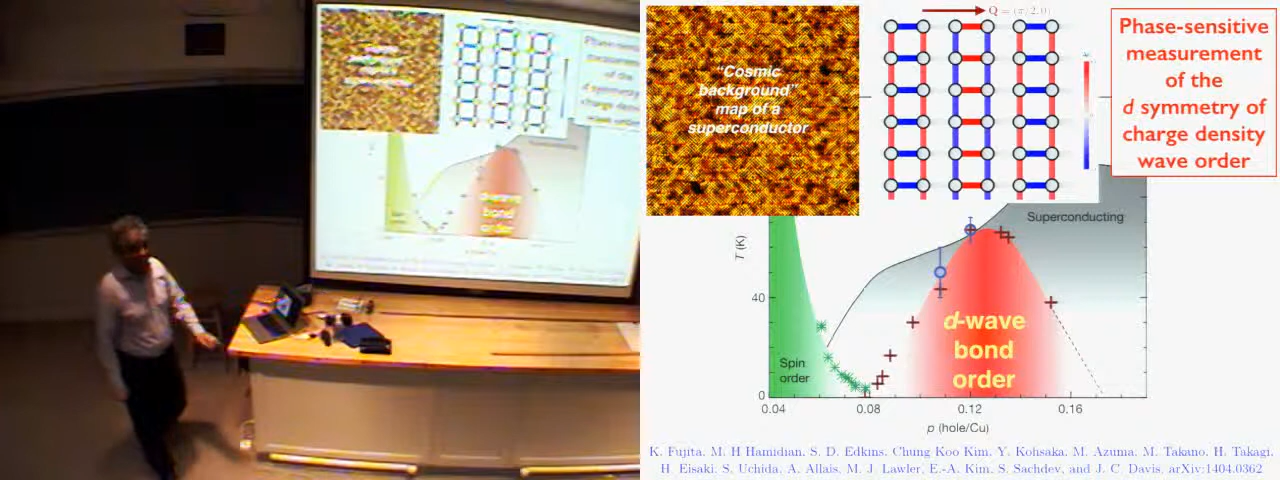 "Cosmic
background"
map of a
superconductor
Q = (π/2, 0)
Phase-sensitive
measurement
of the
d symmetry of
charge density
wave order
Superconducting
T (K)
40
0
Spin
order
d-wave
bond
order
0.04 0.08 0.12 0.16
p (hole/Cu)
K. Fujita, M. H Hamidian, S. D. Edkins, Chung Koo Kim, Y. Kohsaka, M. Azuma, M. Takano, H. Takagi,
H. Eisaki, S. Uchida, A. Allais, M. J. Lawler, E.-A. Kim, S. Sachdev, and J. C. Davis, arXiv:1404.0362